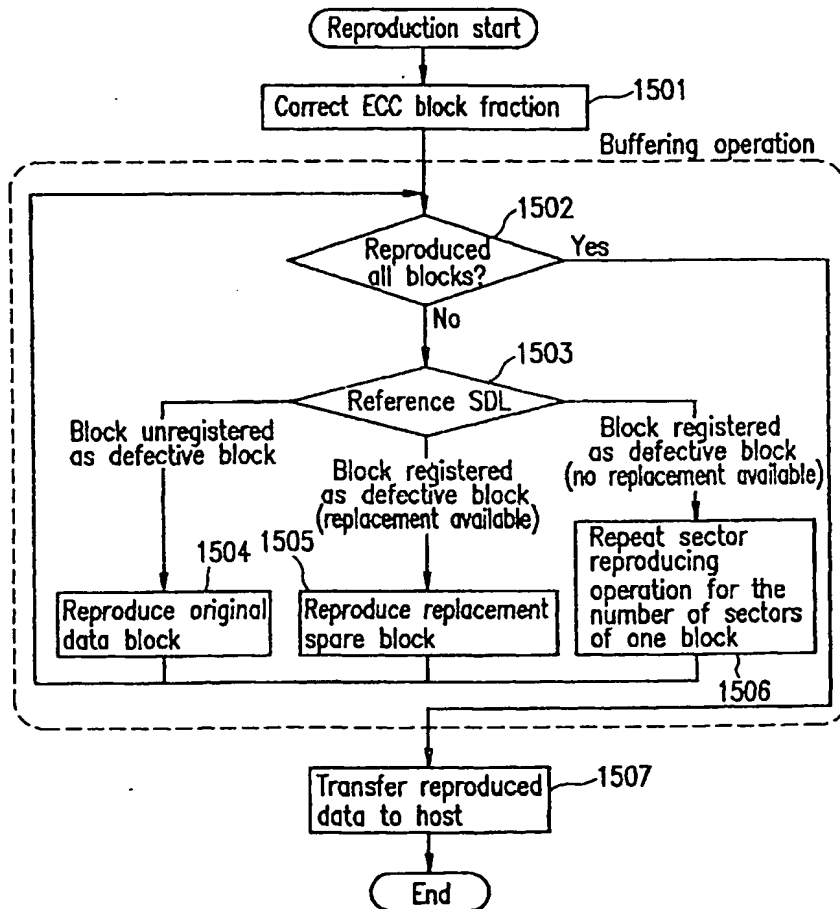 Reproduction start
1501
Correct ECC block fraction
Buffering operation
1502
Reproduced
all blocks?
Yes
No
1503
Reference SDL
Block unregistered
as defective block
Block registered
as defective block
(replacement available)
Block registered
as defective block
(no replacement available)
1504
Reproduce original
data block
1505
Reproduce replacement
spare block
Repeat sector
reproducing
operation for the
number of sectors
of one block
1506
1507
Transfer reproduced
data to host
End